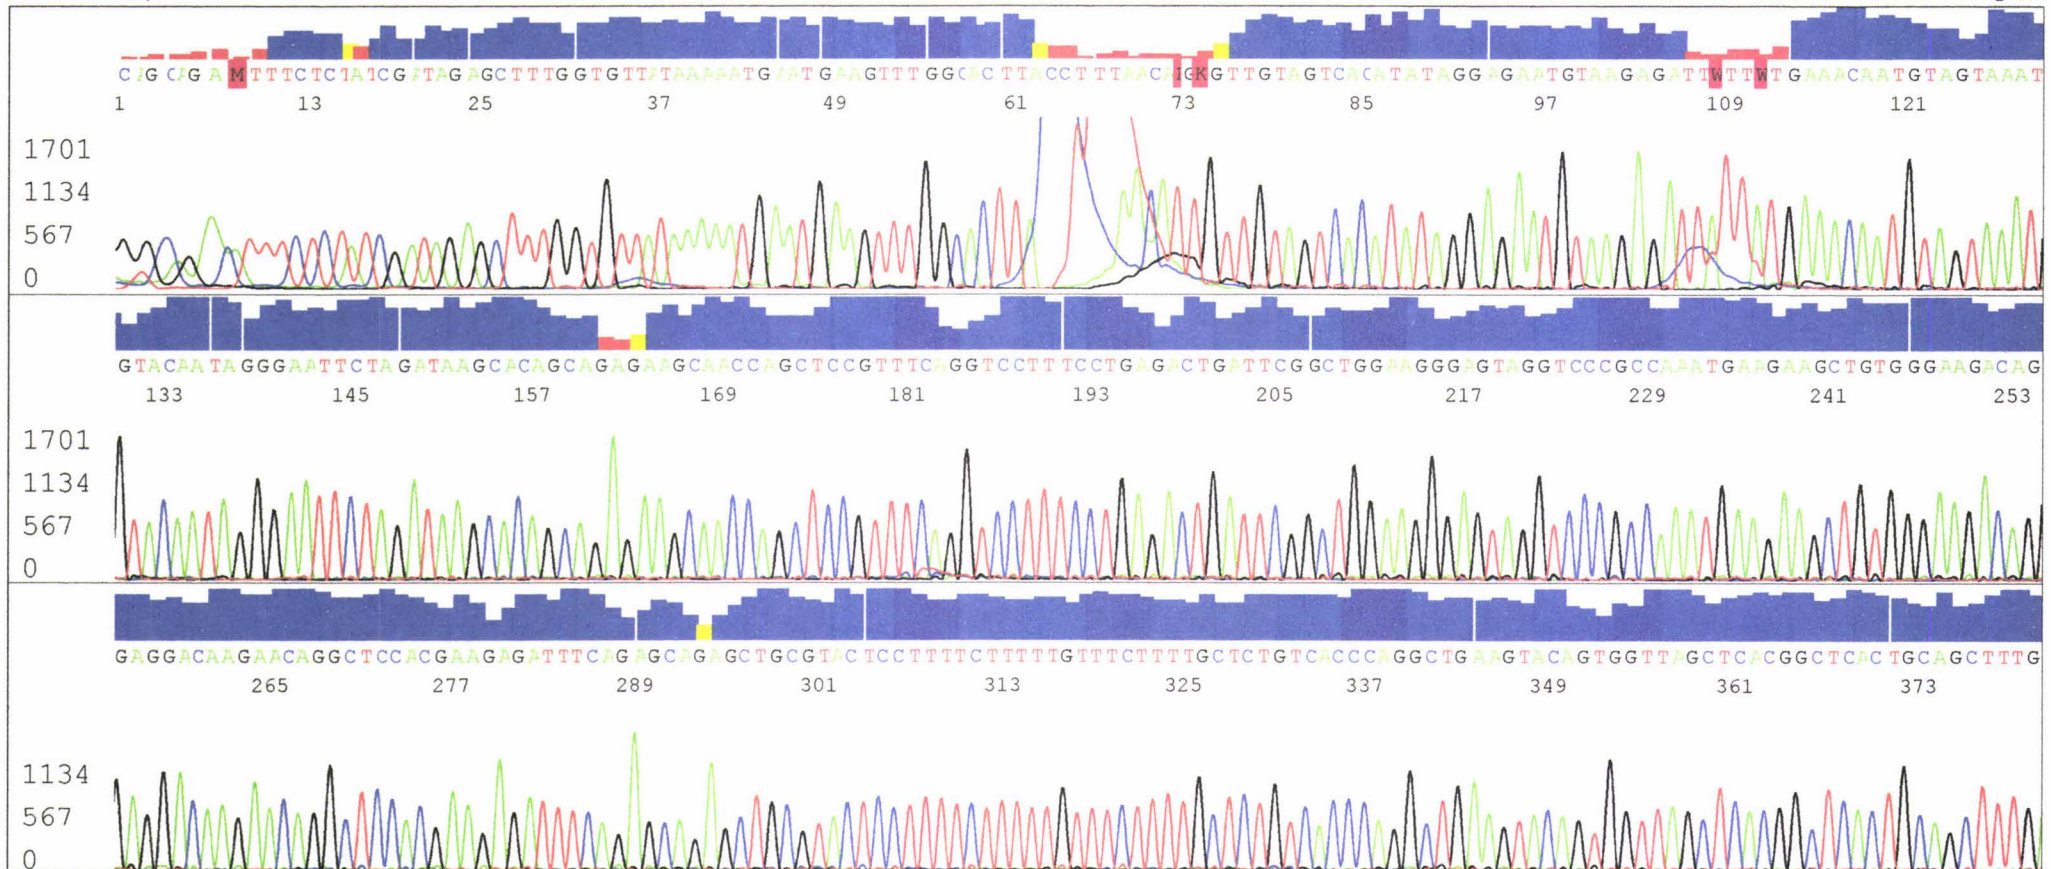 CAGCAGAMTTTCTCTATCGATAGAGCTTTGGTGTTATAAAAATGAATGAAGTTTGGCACTTACCTTTAACAIGKGTTGTAGTCACATATAGGAGAATGTAAGAGATTWTTWTGAAACAATGTAGTAAAT
1 13 25 37 49 61 73 85 97 109 121
1701
1134
567
0
GTACAATAGGGAATTCTAGATAAGCACAGCAGAGAAGCAACCAGCTCCGTTTCAGGTCCTTTCCTGAGACTGATTCGGCTGGAAGGGAGTAGGTCCCGCCAAATGAAGAAGCTGTGGGAAGACAG
133 145 157 169 181 193 205 217 229 241 253
1701
1134
567
0
GAGGACAAGAACAGGCTCCACGAAGAGATTTCAGAGCAGAGCTGCGTACTCCTTTTCTTTTTGTTTCTTTTGCTCTGTCACCCAGGCTGAAGTACAGTGGTTAGCTCACGGCTCACTGCAGCTTTG
265 277 289 301 313 325 337 349 361 373
1134
567
0